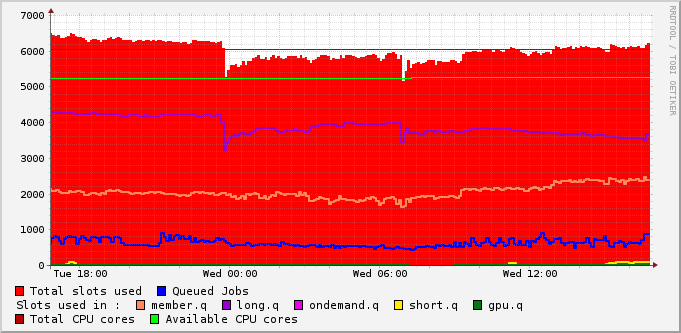 7000
6000
5000
4000
3000
2000
1000
0
Tue 18:00 Wed 00:00 Wed 06:00 Wed 12:00
RRDTOOL / TOBI OETIKER
Total slots used Queued Jobs
Slots used in : member.q long.q ondemand.q short.q gpu.q
Total CPU cores Available CPU cores